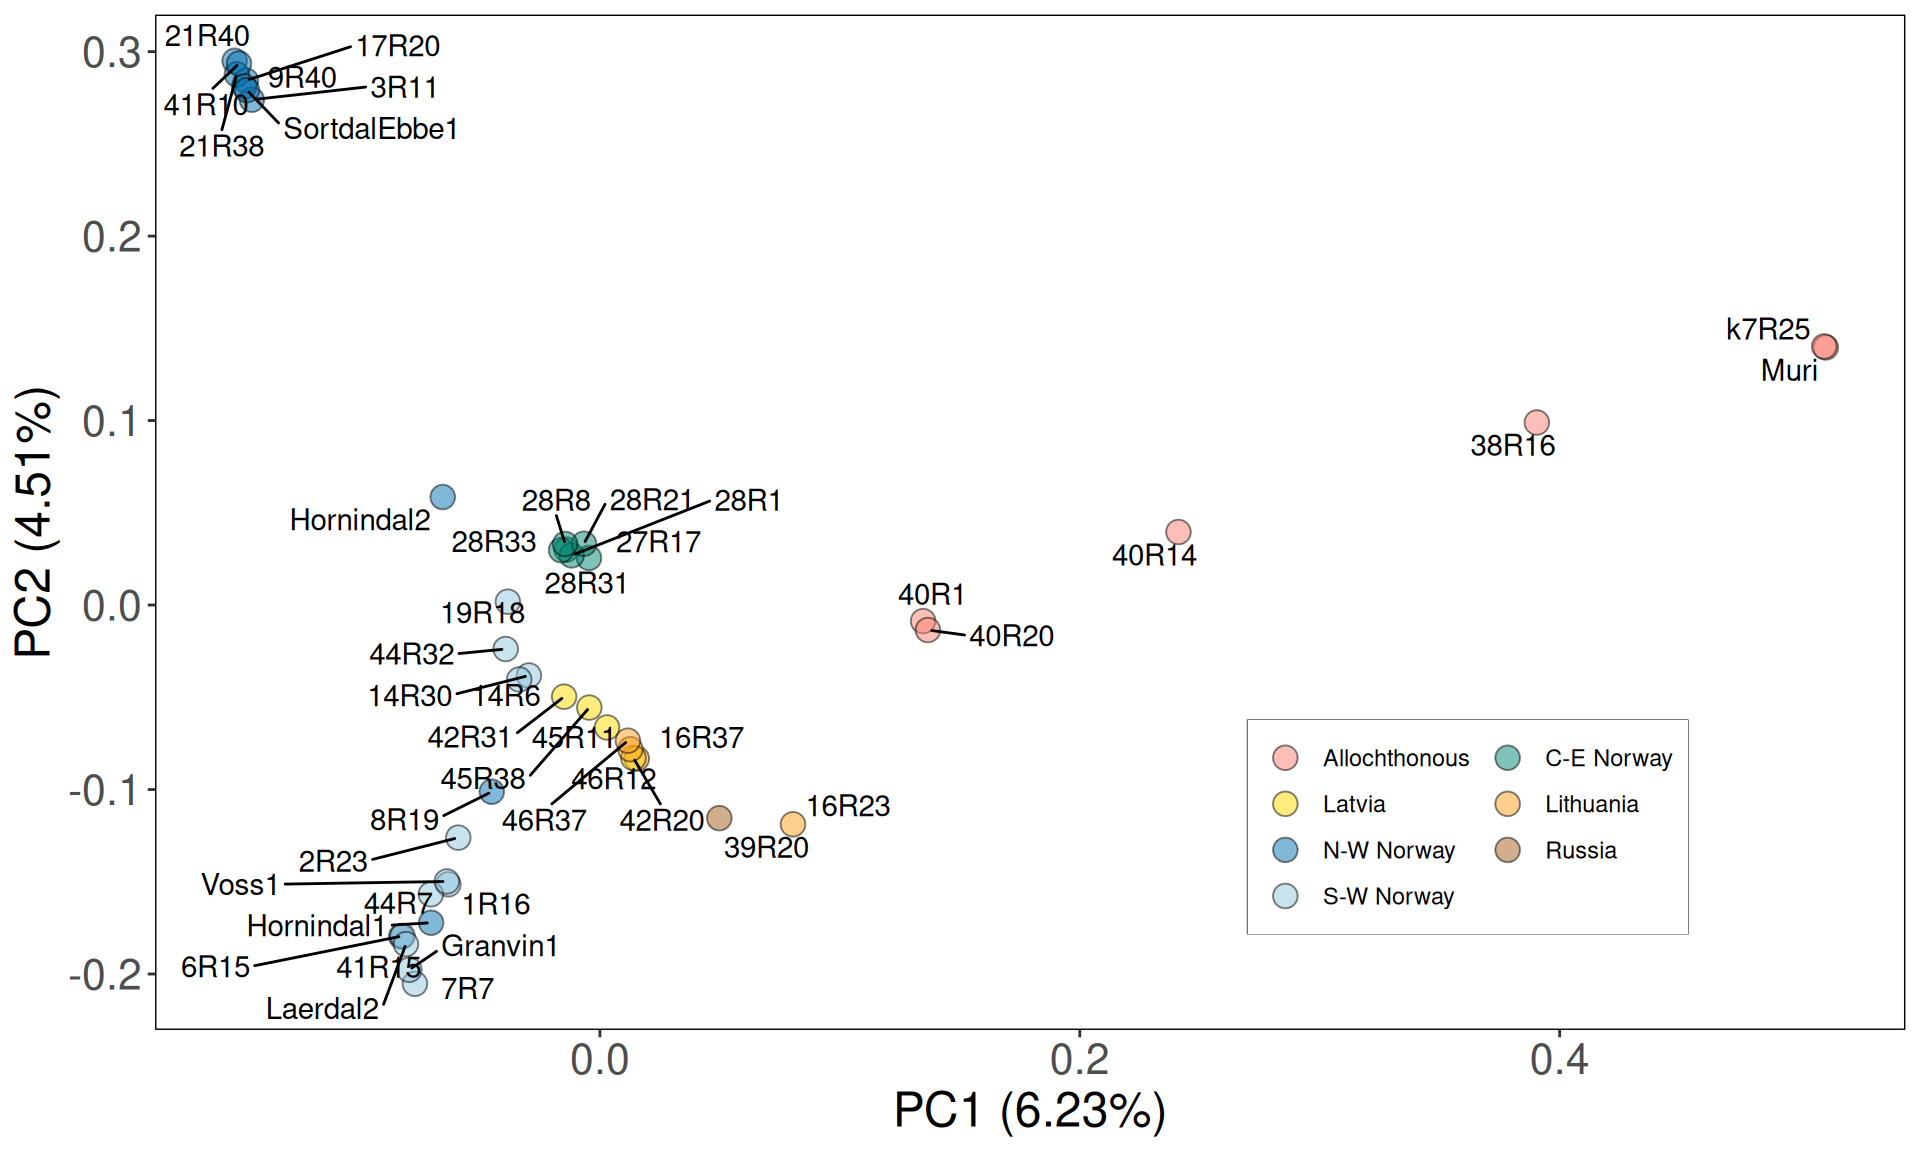 21R40
17R20
9R40
3R11
41R10
SortdalEbbe1
21R38
k7R25
Muri
38R16
Hornindal2
28R8
28R21
28R1
28R33
27R17
28R31
40R14
40R1
40R20
19R18
44R32
14R30
14R6
42R31
45R11
16R37
45R38
46R12
8R19
46R37
42R20
16R23
39R20
2R23
Voss1
44R7
1R16
Hornindal1
Granvin1
6R15
41R15
7R7
Laerdal2
Allochthonous
C-E Norway
Latvia
Lithuania
N-W Norway
Russia
S-W Norway
0.3
0.2
0.1
0.0
-0.1
-0.2
PC2 (4.51%)
0.0
0.2
0.4
PC1 (6.23%)